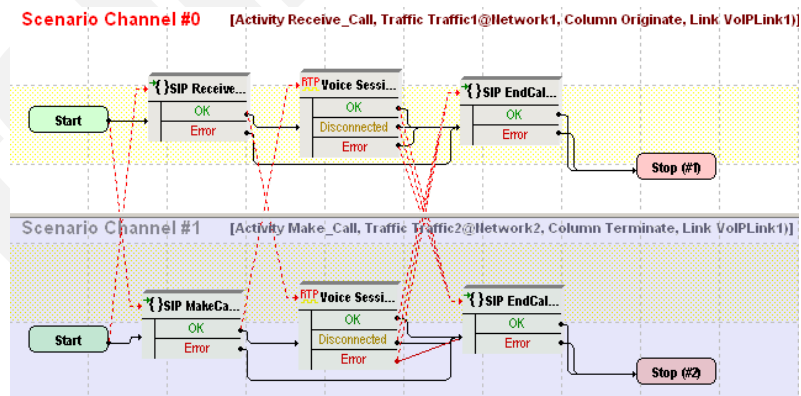 Scenario Channel #0 [Activity Receive_Call, Traffic Traffic1@Network1, Column Originate, Link VoIPLink1)]
{}SIP Receive...
OK
Error
RTP Voice Sessi...
OK
Disconnected
Error
{}SIP EndCal...
OK
Error
Start
Stop (#1)
Scenario Channel #1 [Activity Make_Call, Traffic Traffic2@Network2, Column Terminate, Link VoIPLink1)]
{}SIP MakeCa...
OK
Error
RTP Voice Sessi...
OK
Disconnected
Error
{}SIP EndCal...
OK
Error
Start
Stop (#2)